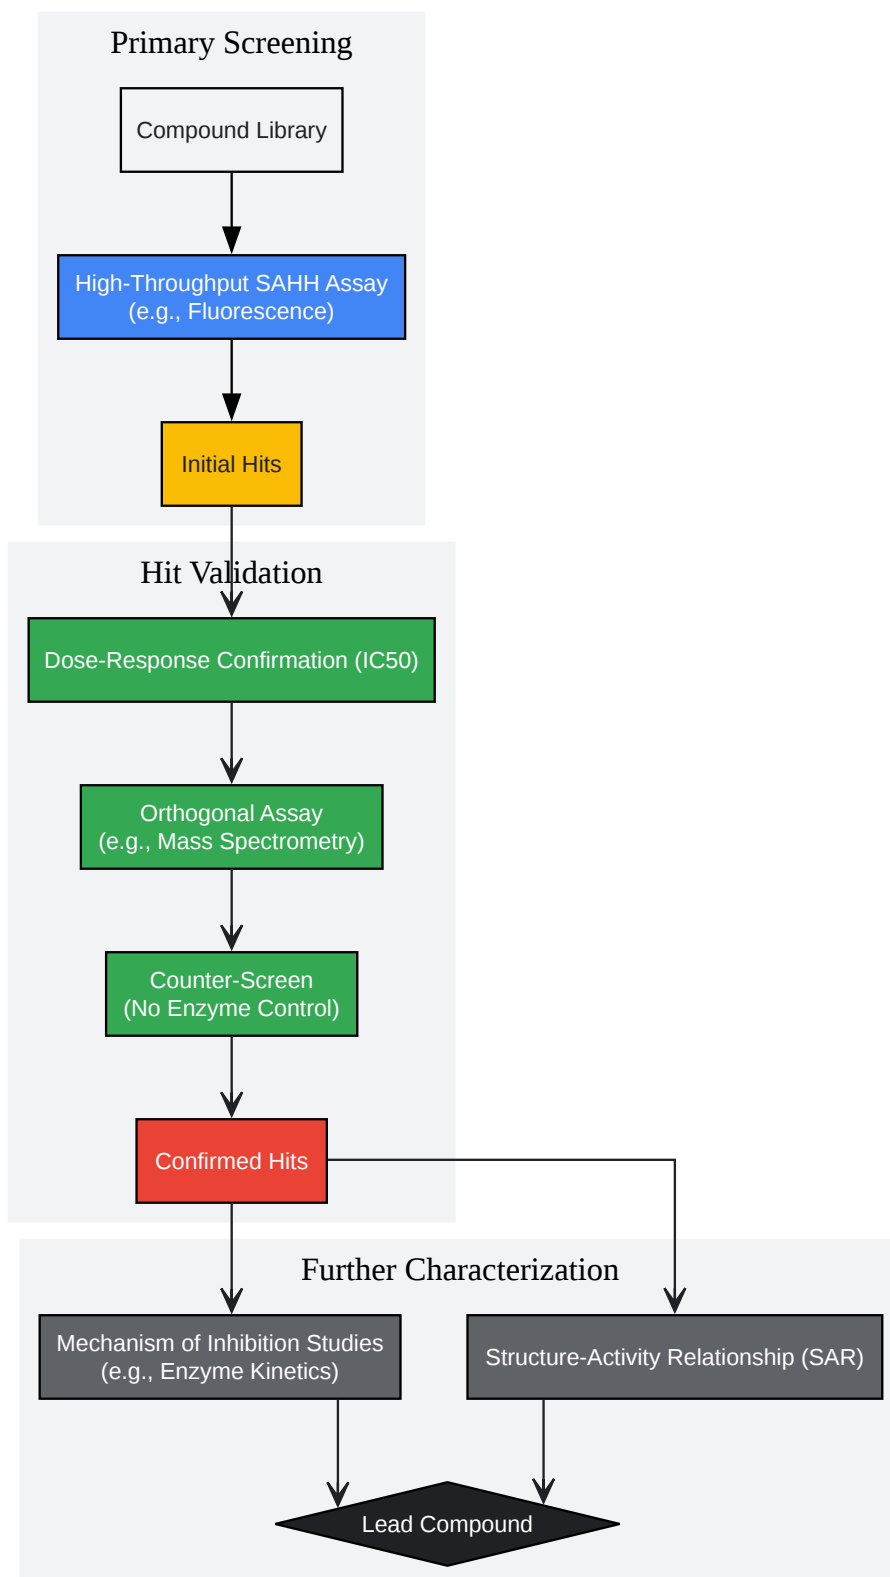 Primary Screening
Compound Library
High-Throughput SAHH Assay
(e.g., Fluorescence)
Initial Hits
Hit Validation
Dose-Response Confirmation (IC50)
Orthogonal Assay
(e.g., Mass Spectrometry)
Counter-Screen
(No Enzyme Control)
Confirmed Hits
Further Characterization
Mechanism of Inhibition Studies
(e.g., Enzyme Kinetics)
Structure-Activity Relationship (SAR)
Lead Compound